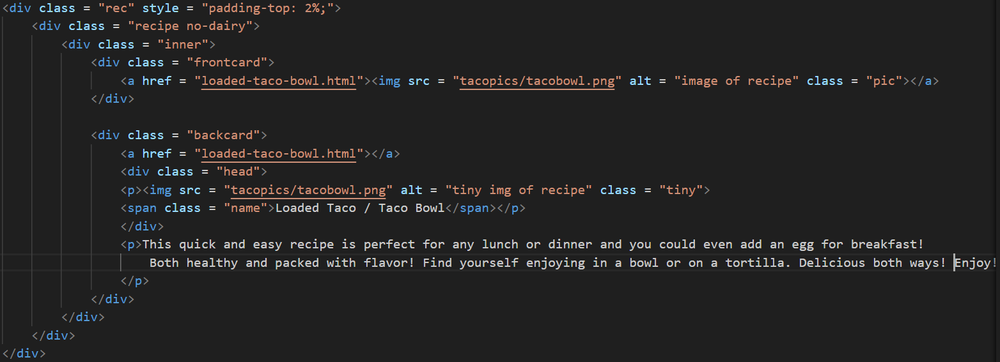 <div class = "rec" style = "padding-top: 2%;">
    <div class = "recipe no-dairy">
        <div class = "inner">
            <div class = "frontcard">
                <a href = "loaded-taco-bowl.html"><img src = "tacopics/tacobowl.png" alt = "image of recipe" class = "pic"></a>
            </div>

            <div class = "backcard">
                <a href = "loaded-taco-bowl.html"></a>
                <div class = "head">
                <p><img src = "tacopics/tacobowl.png" alt = "tiny img of recipe" class = "tiny">
                <span class = "name">Loaded Taco / Taco Bowl</span></p>
                </div>
                <p>This quick and easy recipe is perfect for any lunch or dinner and you could even add an egg for breakfast!
                    Both healthy and packed with flavor! Find yourself enjoying in a bowl or on a tortilla. Delicious both ways! Enjoy!
                </p>
            </div>
        </div>
    </div>
</div>